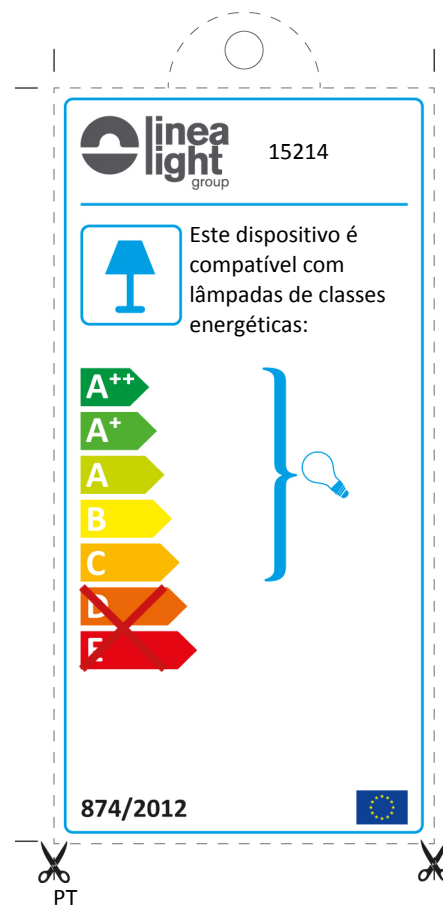 linea
light
group
15214
Este dispositivo é
compatível com
lâmpadas de classes
energéticas:
A++
A+
A
B
C
D
E
874/2012
PT